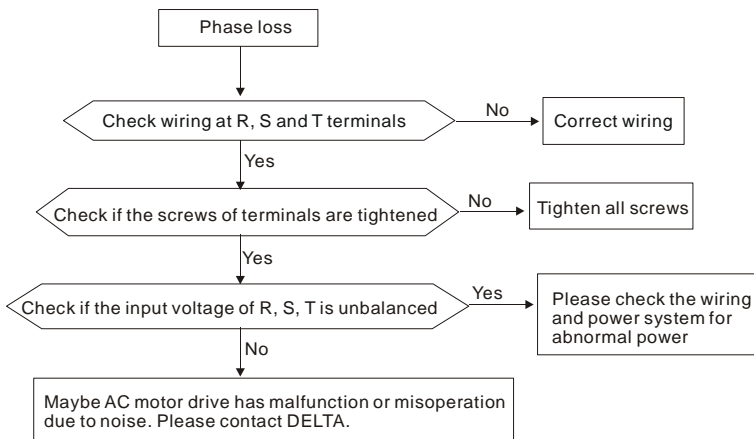 Phase loss
Check wiring at R, S and T terminals
No
Correct wiring
Yes
Check if the screws of terminals are tightened
No
Tighten all screws
Yes
Check if the input voltage of R, S, T is unbalanced
Yes
Please check the wiring
and power system for
abnormal power
No
Maybe AC motor drive has malfunction or misoperation
due to noise. Please contact DELTA.